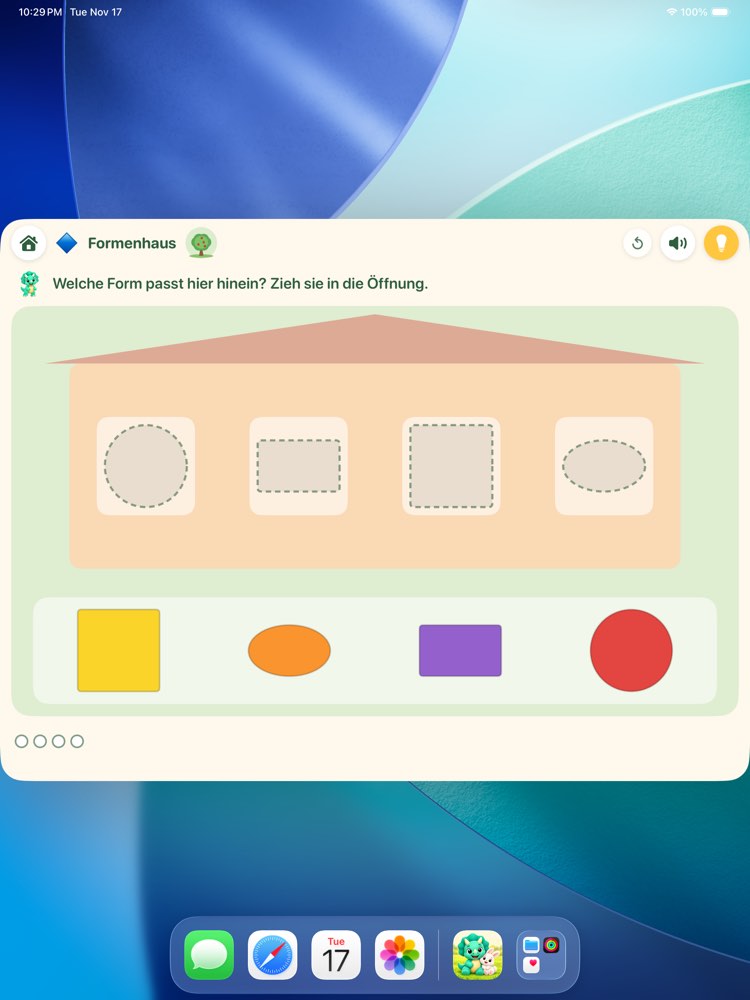 10:29 PM Tue Nov 17
100%
Formenhaus
Welche Form passt hier hinein? Zieh sie in die Öffnung.
Tue
17